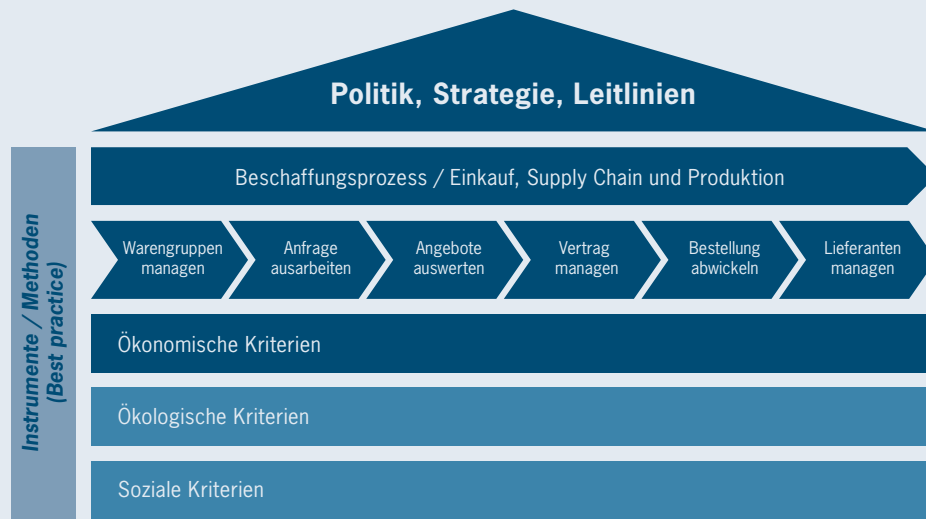 Politik, Strategie, Leitlinien
Beschaffungsprozess / Einkauf, Supply Chain und Produktion
Warengruppen
managen
Anfrage
ausarbeiten
Angebote
auswerten
Vertrag
managen
Bestellung
abwickeln
Lieferanten
managen
Instrumente / Methoden
(Best practice)
Ökonomische Kriterien
Ökologische Kriterien
Soziale Kriterien